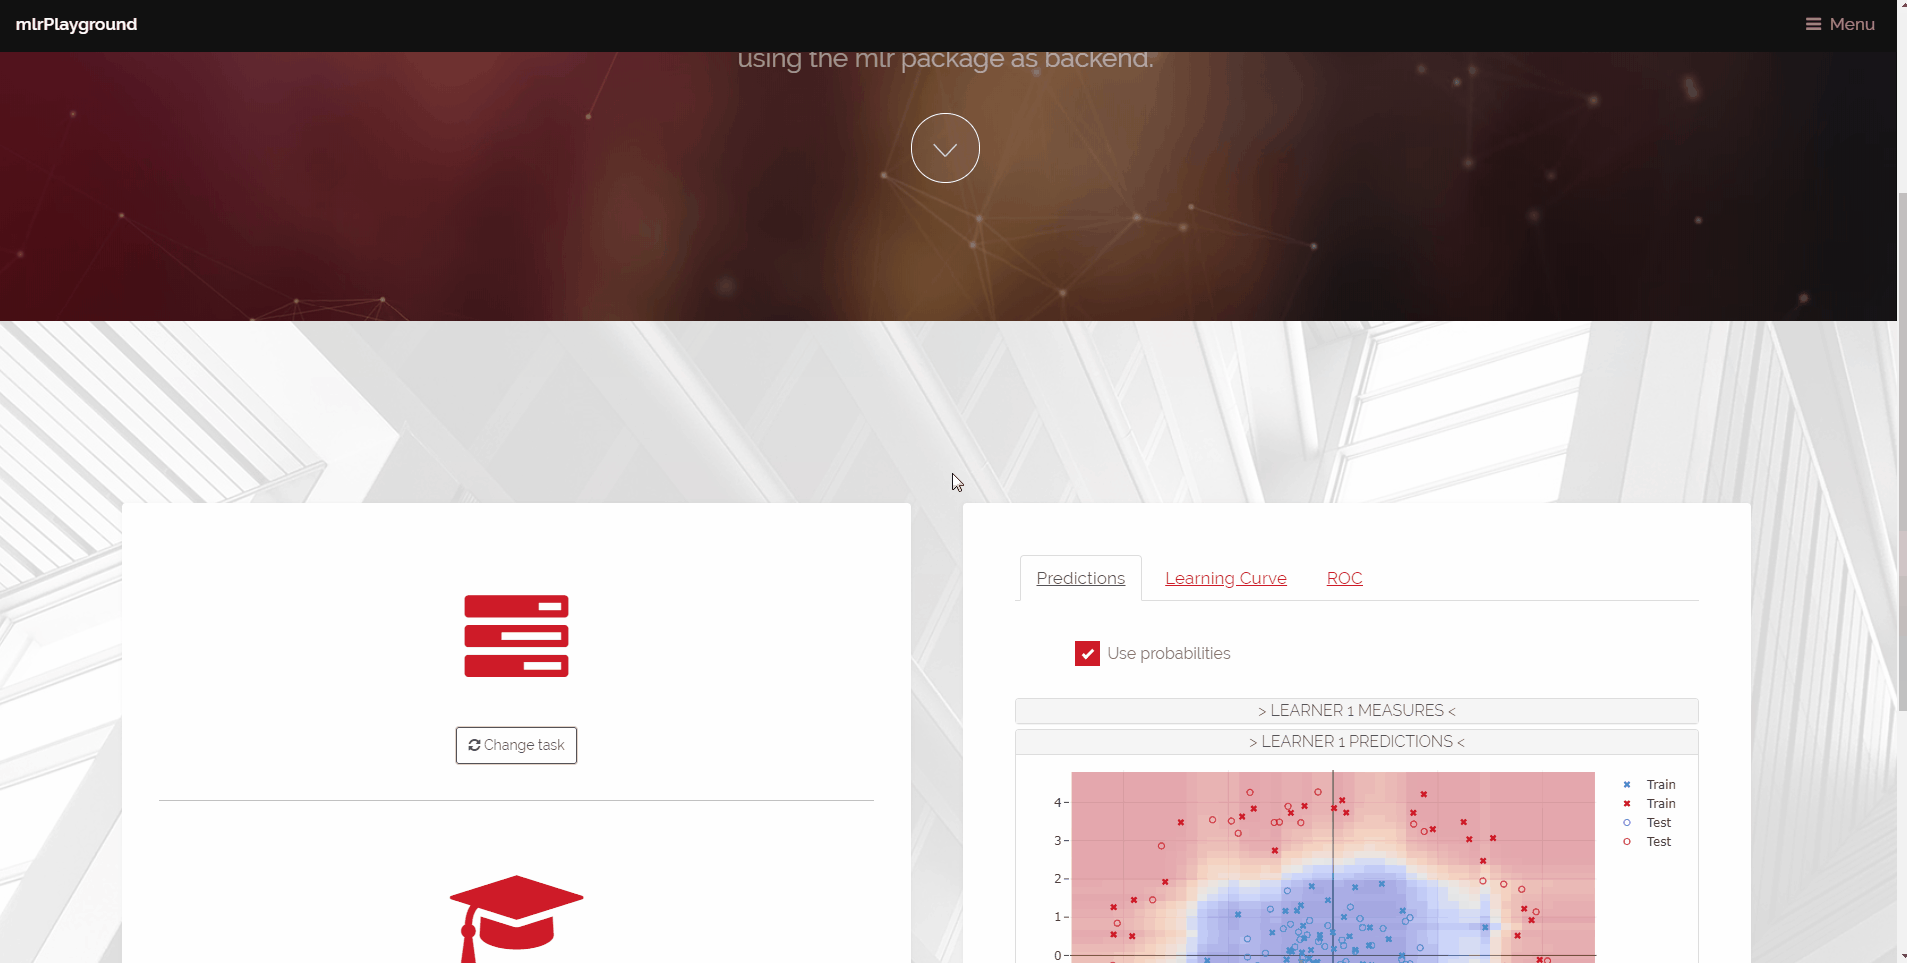 mlrPlayground
Menu
using the mlr package as backend.
Change task
Predictions
Learning Curve
ROC
Use probabilities
> LEARNER 1 MEASURES <
> LEARNER 1 PREDICTIONS <
4
3
2
1
0
Train
Train
Test
Test